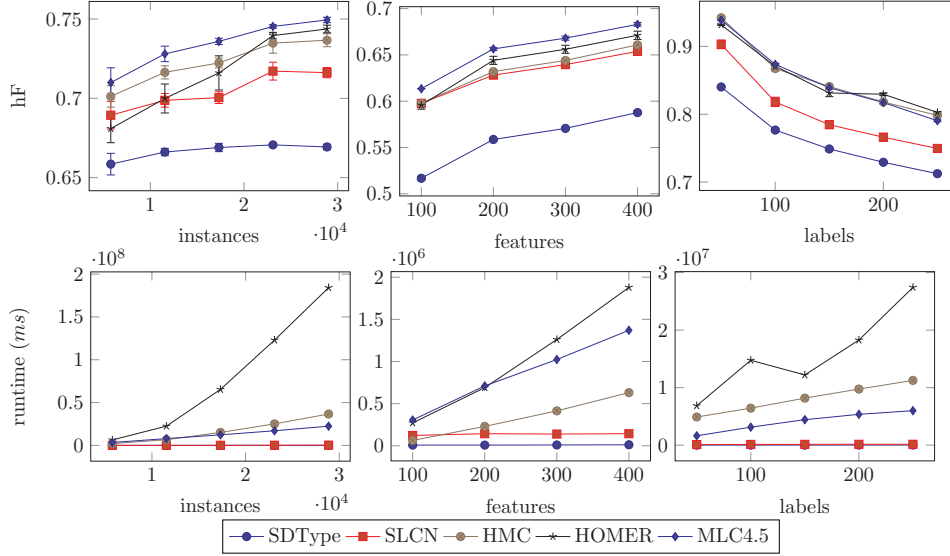 0.75
0.7
0.65
hF
1 2 3
instances
·10^4
0.7
0.6
0.55
0.5
100 200 300 400
features
0.9
0.8
0.7
100 200
labels
·10^8
2
1.5
1
0.5
0
runtime (ms)
1 2 3
instances
·10^4
·10^6
2
1.5
1
0.5
0
100 200 300 400
features
·10^7
3
2
1
0
100 200
labels
SDType SLCN HMC HOMER MLC4.5